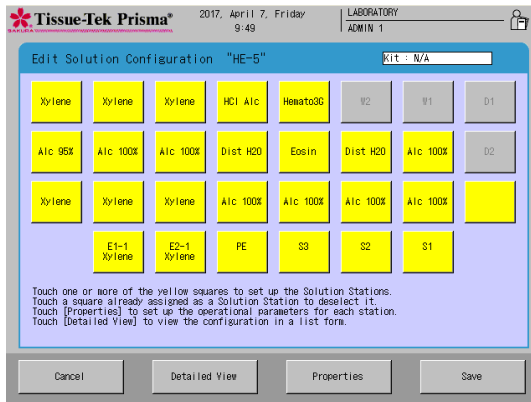 Tissue-Tek Prisma®
SAKURA
2017, April 7, Friday
9:49
LABORATORY
ADMIN 1
Edit Solution Configuration "HE-5"
Kit : N/A
Xylene Xylene Xylene HCl Alc Hemato3G W2 W1 D1
Alc 95% Alc 100% Alc 100% Dist H2O Eosin Dist H2O Alc 100% D2
Xylene Xylene Xylene Alc 100% Alc 100% Alc 100% Alc 100%
E1-1 E2-1 PE S3 S2 S1
Xylene Xylene
Touch one or more of the yellow squares to set up the Solution Stations.
Touch a square already assigned as a Solution Station to deselect it.
Touch [Properties] to set up the operational parameters for each station.
Touch [Detailed View] to view the configuration in a list form.
Cancel Detailed View Properties Save